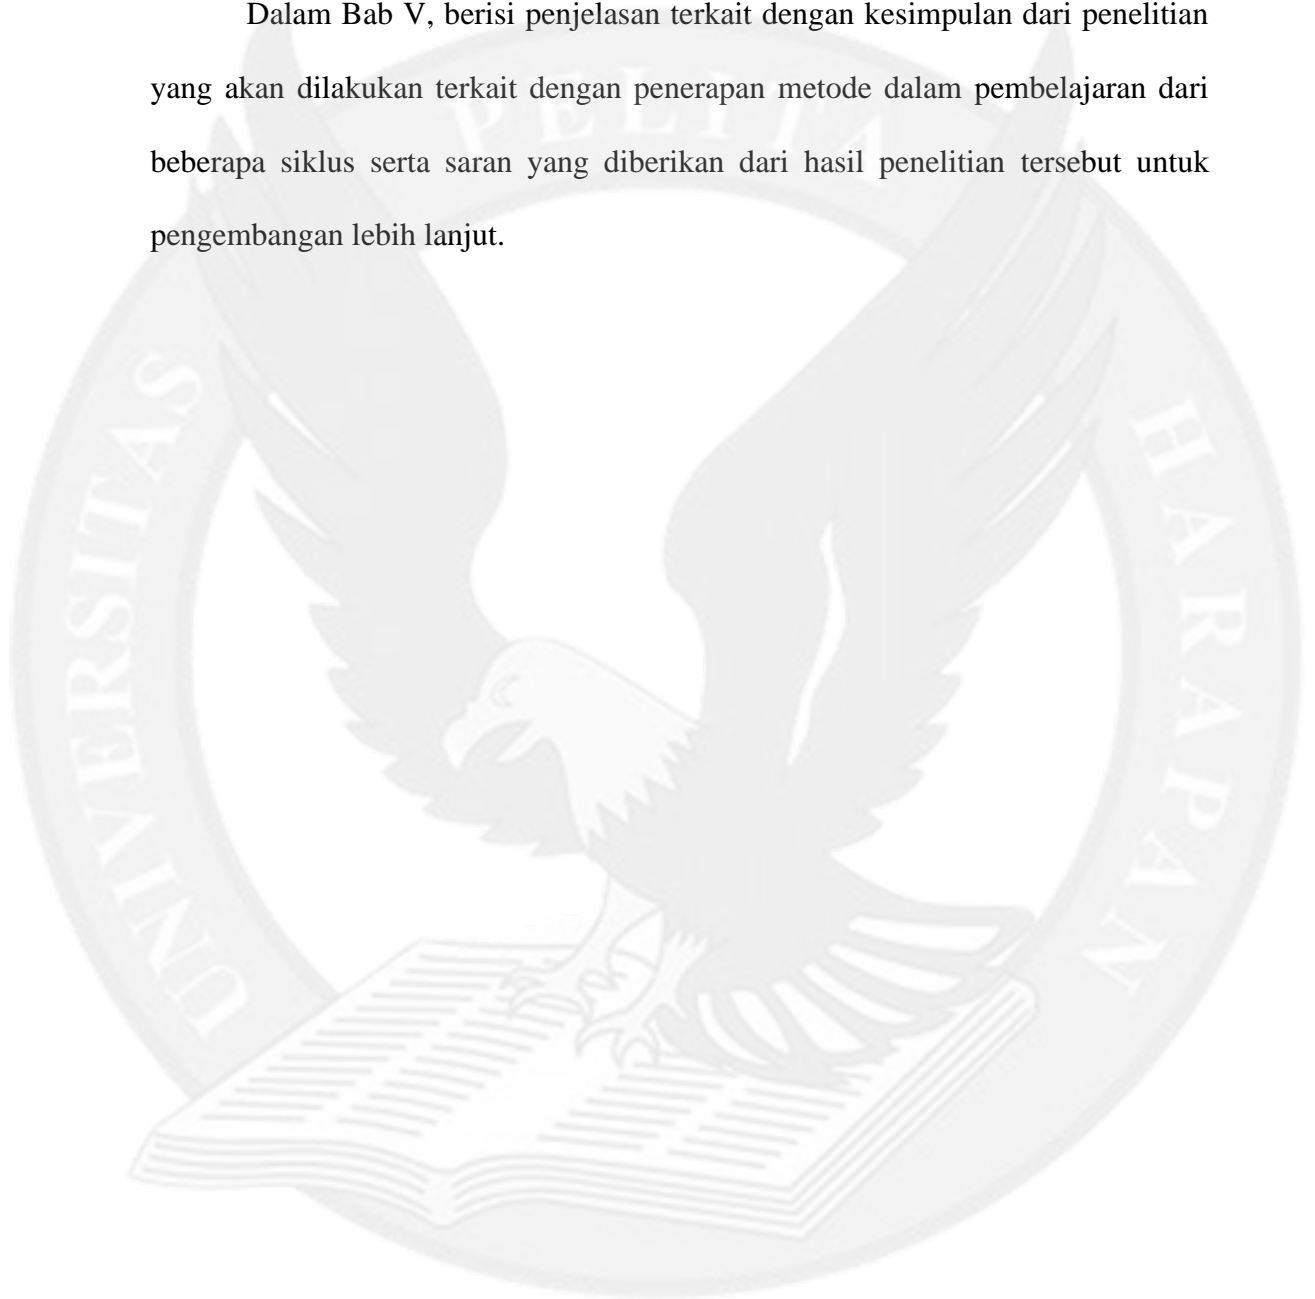 Dalam Bab V, berisi penjelasan terkait dengan kesimpulan dari penelitian
yang akan dilakukan terkait dengan penerapan metode dalam pembelajaran dari
beberapa siklus serta saran yang diberikan dari hasil penelitian tersebut untuk
pengembangan lebih lanjut.
UNIVERSITAS PELITA HARAPAN